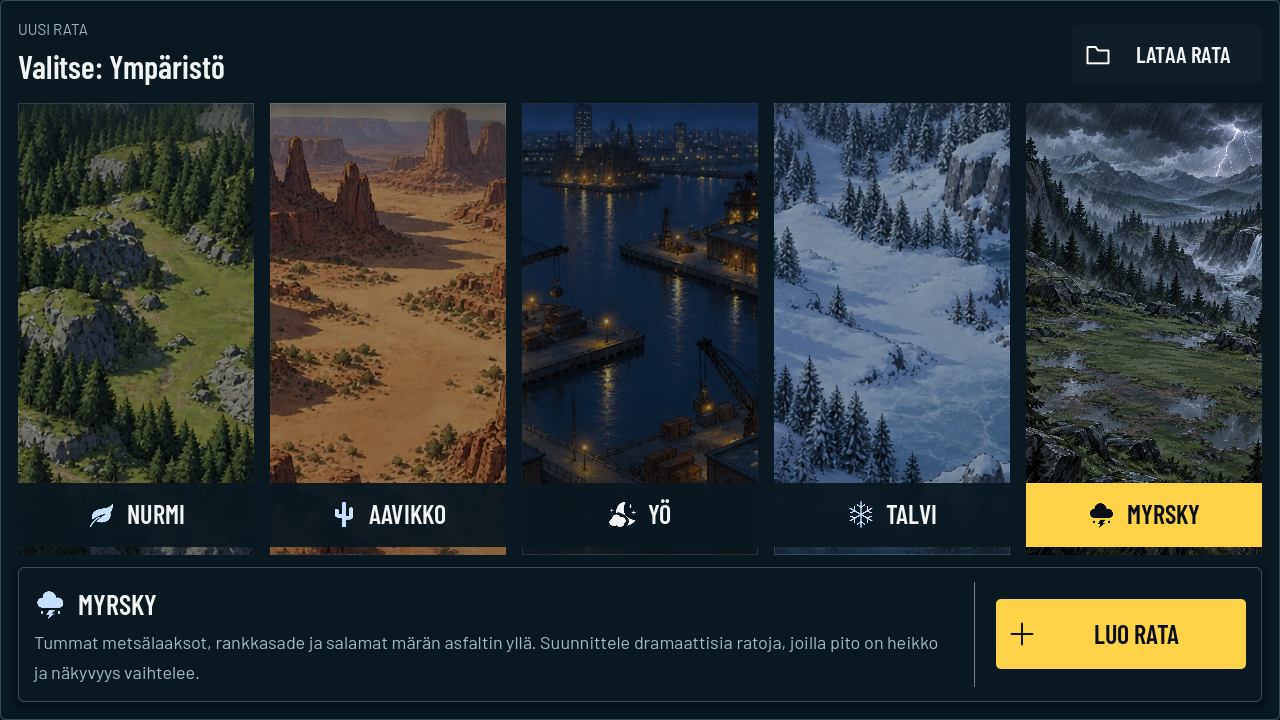 UUSI RATA
Valitse: Ympäristö
LATAA RATA
NURMI
AAVIKKO
YÖ
TALVI
MYRSKY
MYRSKY
Tummat metsälaaksot, rankkasade ja salamat märän asfaltin yllä. Suunnittele dramaattisia ratoja, joilla pito on heikko
ja näkyvyys vaihtelee.
LUO RATA